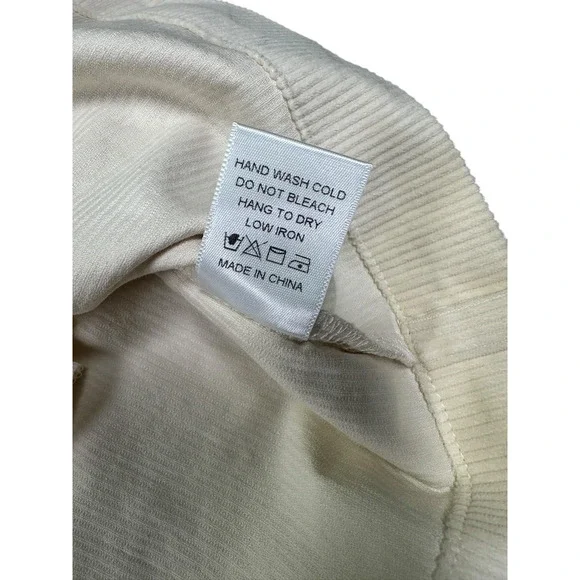 HAND WASH COLD
DO NOT BLEACH
HANG TO DRY
LOW IRON
MADE IN CHINA